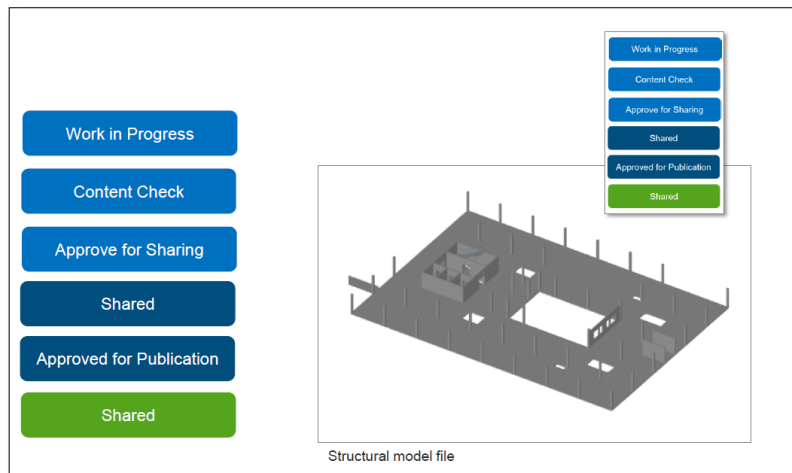 Work in Progress
Content Check
Approve for Sharing
Shared
Approved for Publication
Shared
Work in Progress
Content Check
Approve for Sharing
Shared
Approved for Publication
Shared
Structural model file